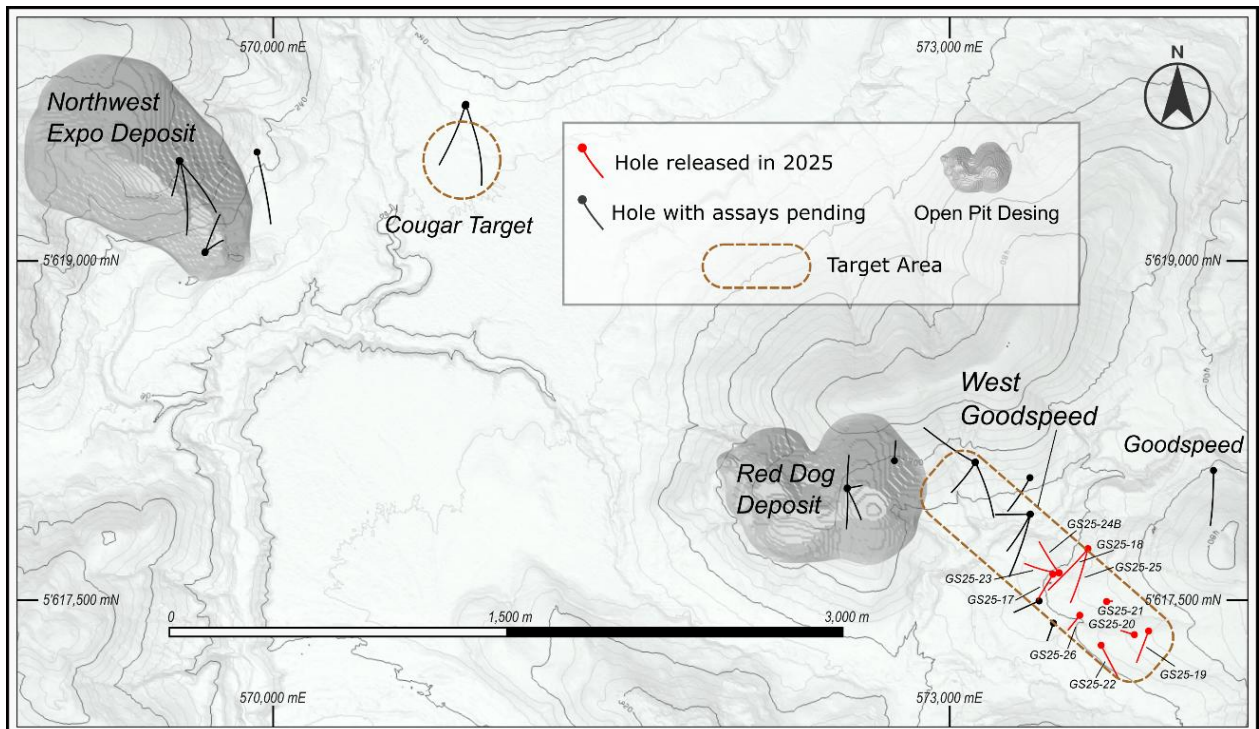 570,000 mE
573,000 mE
N
Northwest
Expo Deposit
Cougar Target
Hole released in 2025
Hole with assays pending
Open Pit Desing
Target Area
5'619,000 mN
5'619,000 mN
West
Goodspeed
Goodspeed
Red Dog
Deposit
GS25-24B
GS25-18
GS25-25
GS25-23
GS25-17
GS25-21
GS25-20
GS25-26
GS25-19
GS25-22
5'617,500 mN
5'617,500 mN
0
1,500 m
3,000 m
570,000 mE
573,000 mE